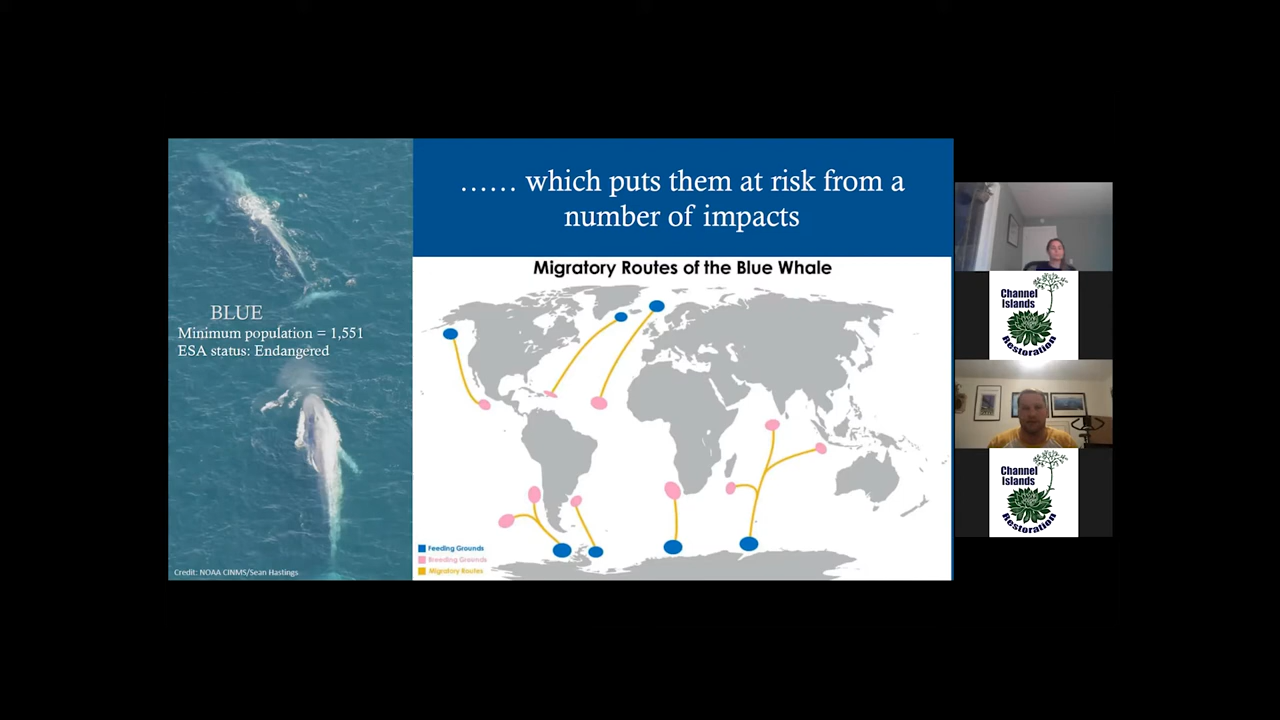 ...... which puts them at risk from a
number of impacts
Migratory Routes of the Blue Whale
BLUE
Minimum population = 1,551
ESA status: Endangered
Feeding Grounds
Breeding Grounds
Migratory Routes
Credit: NOAA CINMS/Sean Hastings
Channel
Islands
Restoration
Channel
Islands
Restoration